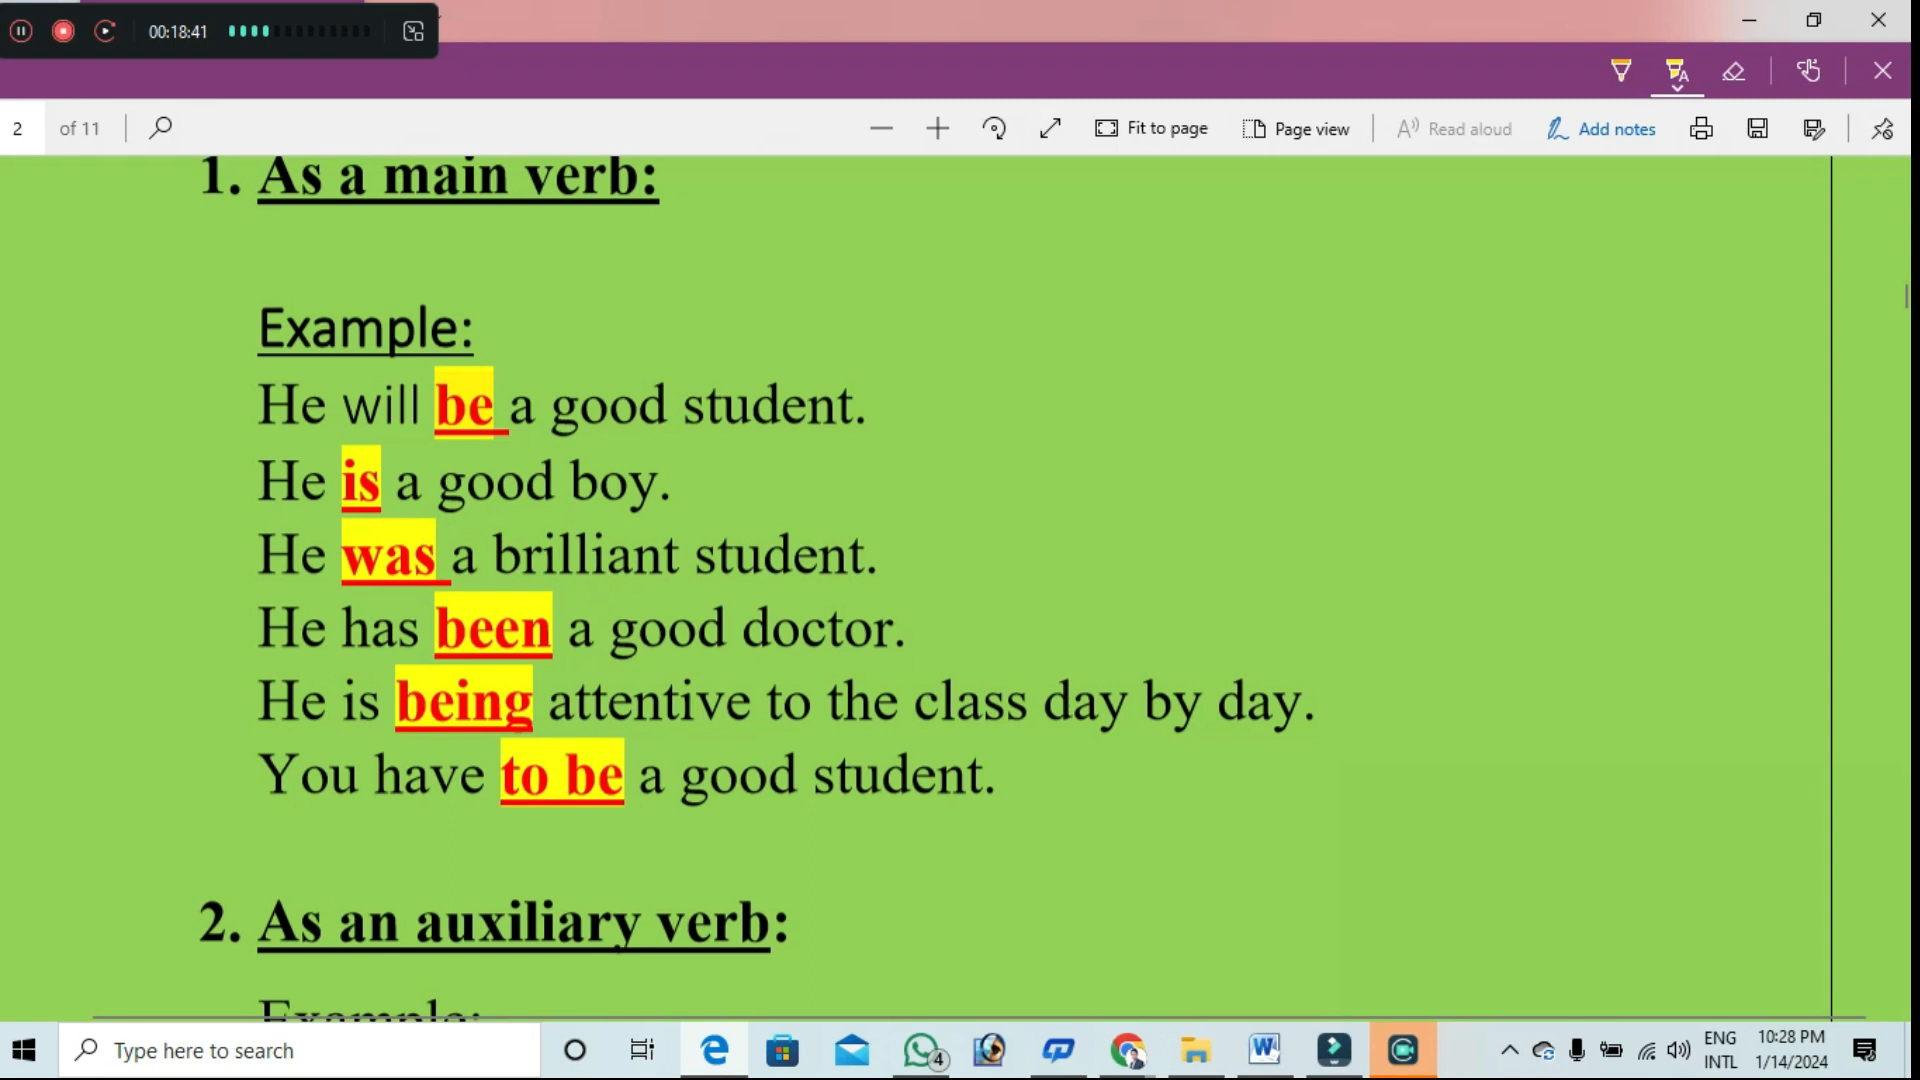 00:18:41
2 of 11
Fit to page
Page view
Read aloud
Add notes
1. As a main verb:
Example:
He will be a good student.
He is a good boy.
He was a brilliant student.
He has been a good doctor.
He is being attentive to the class day by day.
You have to be a good student.
2. As an auxiliary verb:
Example:
Type here to search
4
ENG
INTL
10:28 PM
1/14/2024